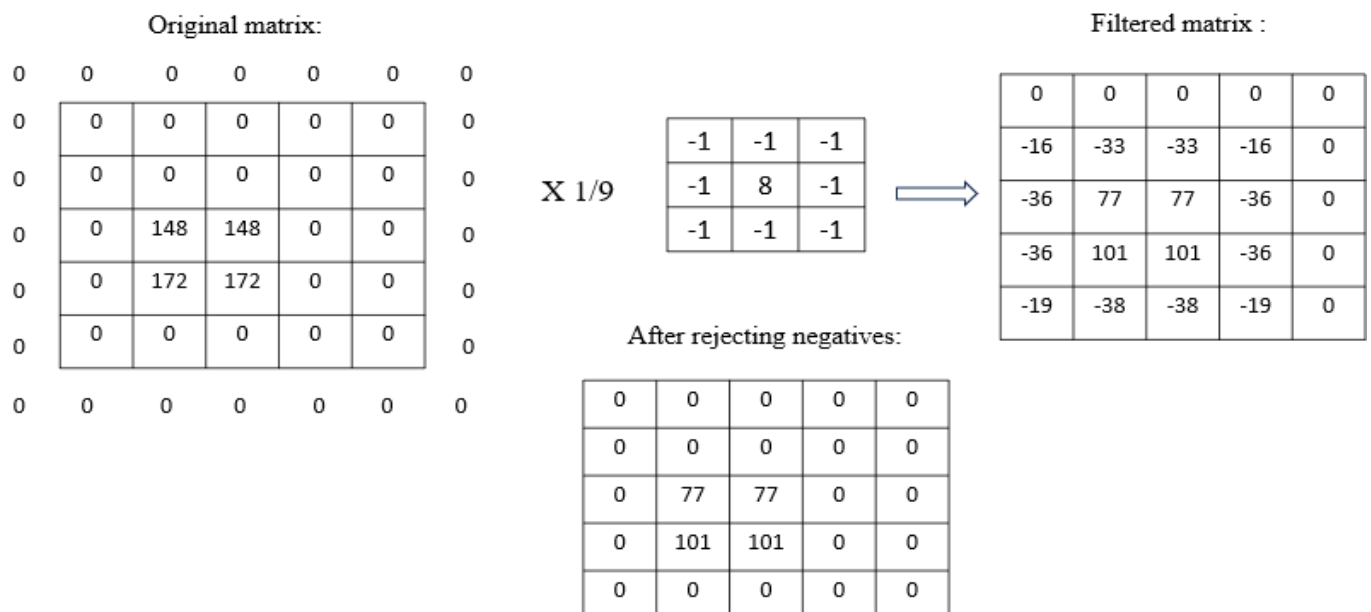 Original matrix:
0 0 0 0 0 0 0
0 0 0 0 0 0 0
0 0 0 0 0 0 0
0 0 148 148 0 0 0
0 0 172 172 0 0 0
0 0 0 0 0 0 0
0 0 0 0 0 0 0
X 1/9
-1 -1 -1
-1 8 -1
-1 -1 -1
Filtered matrix :
0 0 0 0 0
-16 -33 -33 -16 0
-36 77 77 -36 0
-36 101 101 -36 0
-19 -38 -38 -19 0
After rejecting negatives:
0 0 0 0 0
0 0 0 0 0
0 77 77 0 0
0 101 101 0 0
0 0 0 0 0